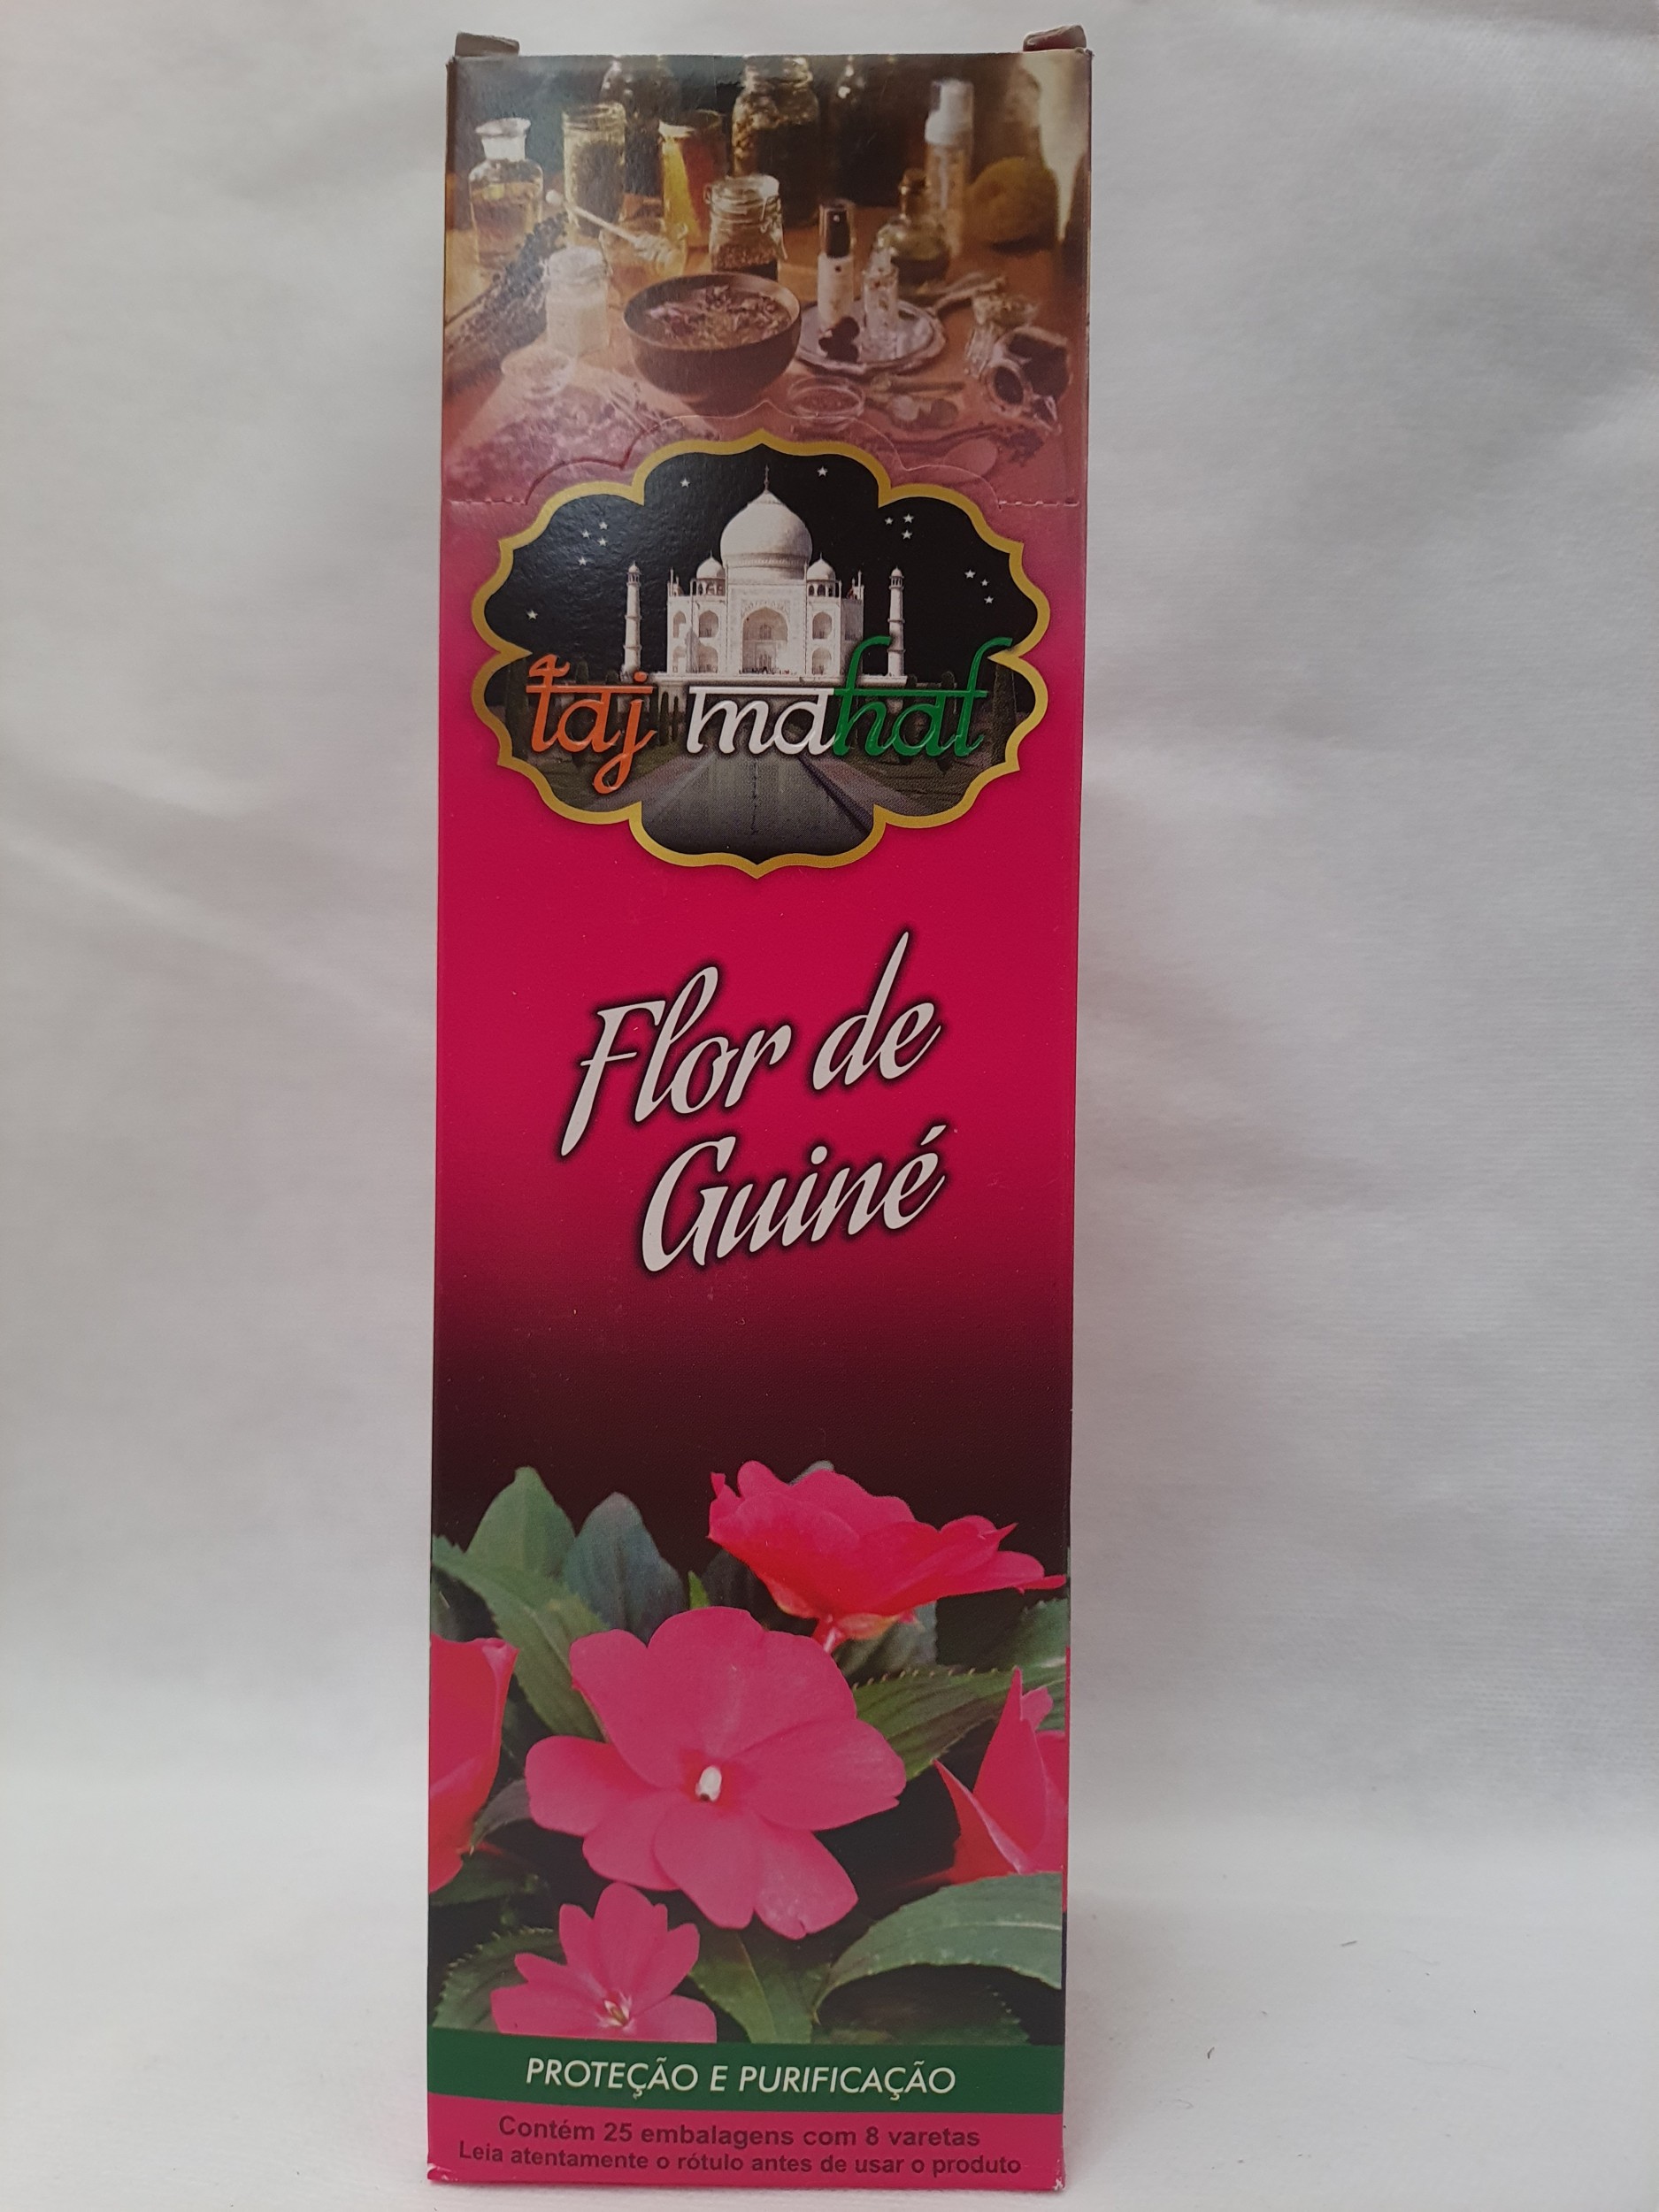 taj mahal
Flor de
Guiné
PROTEÇÃO E PURIFICAÇÃO
Contém 25 embalagens com 8 varetas
Leia atentamente o rótulo antes de usar o produto